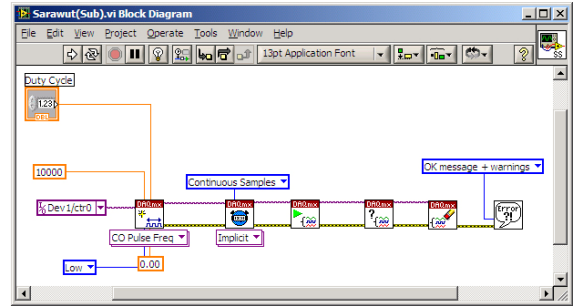 Sarawut(Sub).vi Block Diagram
File Edit View Project Operate Tools Window Help
13pt Application Font
SS
Duty Cycle
1.23
DBL
10000
Continuous Samples
OK message + warnings
Dev1/ctr0
DAQmx DAQmx DAQmx DAQmx DAQmx
Error
?!
CO Pulse Freq
Implicit
Low
0.00